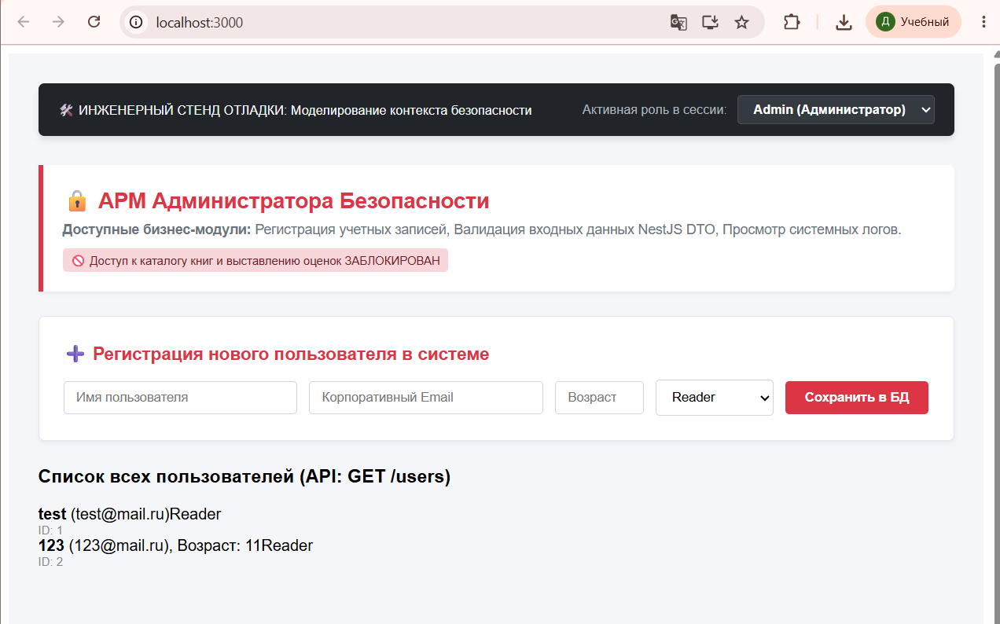 localhost:3000
Д Учебный
🛠 ИНЖЕНЕРНЫЙ СТЕНД ОТЛАДКИ: Моделирование контекста безопасности
Активная роль в сессии: Admin (Администратор)
АРМ Администратора Безопасности
Доступные бизнес-модули: Регистрация учетных записей, Валидация входных данных NestJS DTO, Просмотр системных логов.
Доступ к каталогу книг и выставлению оценок ЗАБЛОКИРОВАН
Регистрация нового пользователя в системе
Имя пользователя
Корпоративный Email
Возраст
Reader
Сохранить в БД
Список всех пользователей (API: GET /users)
test (test@mail.ru)Reader
ID: 1
123 (123@mail.ru), Возраст: 11Reader
ID: 2